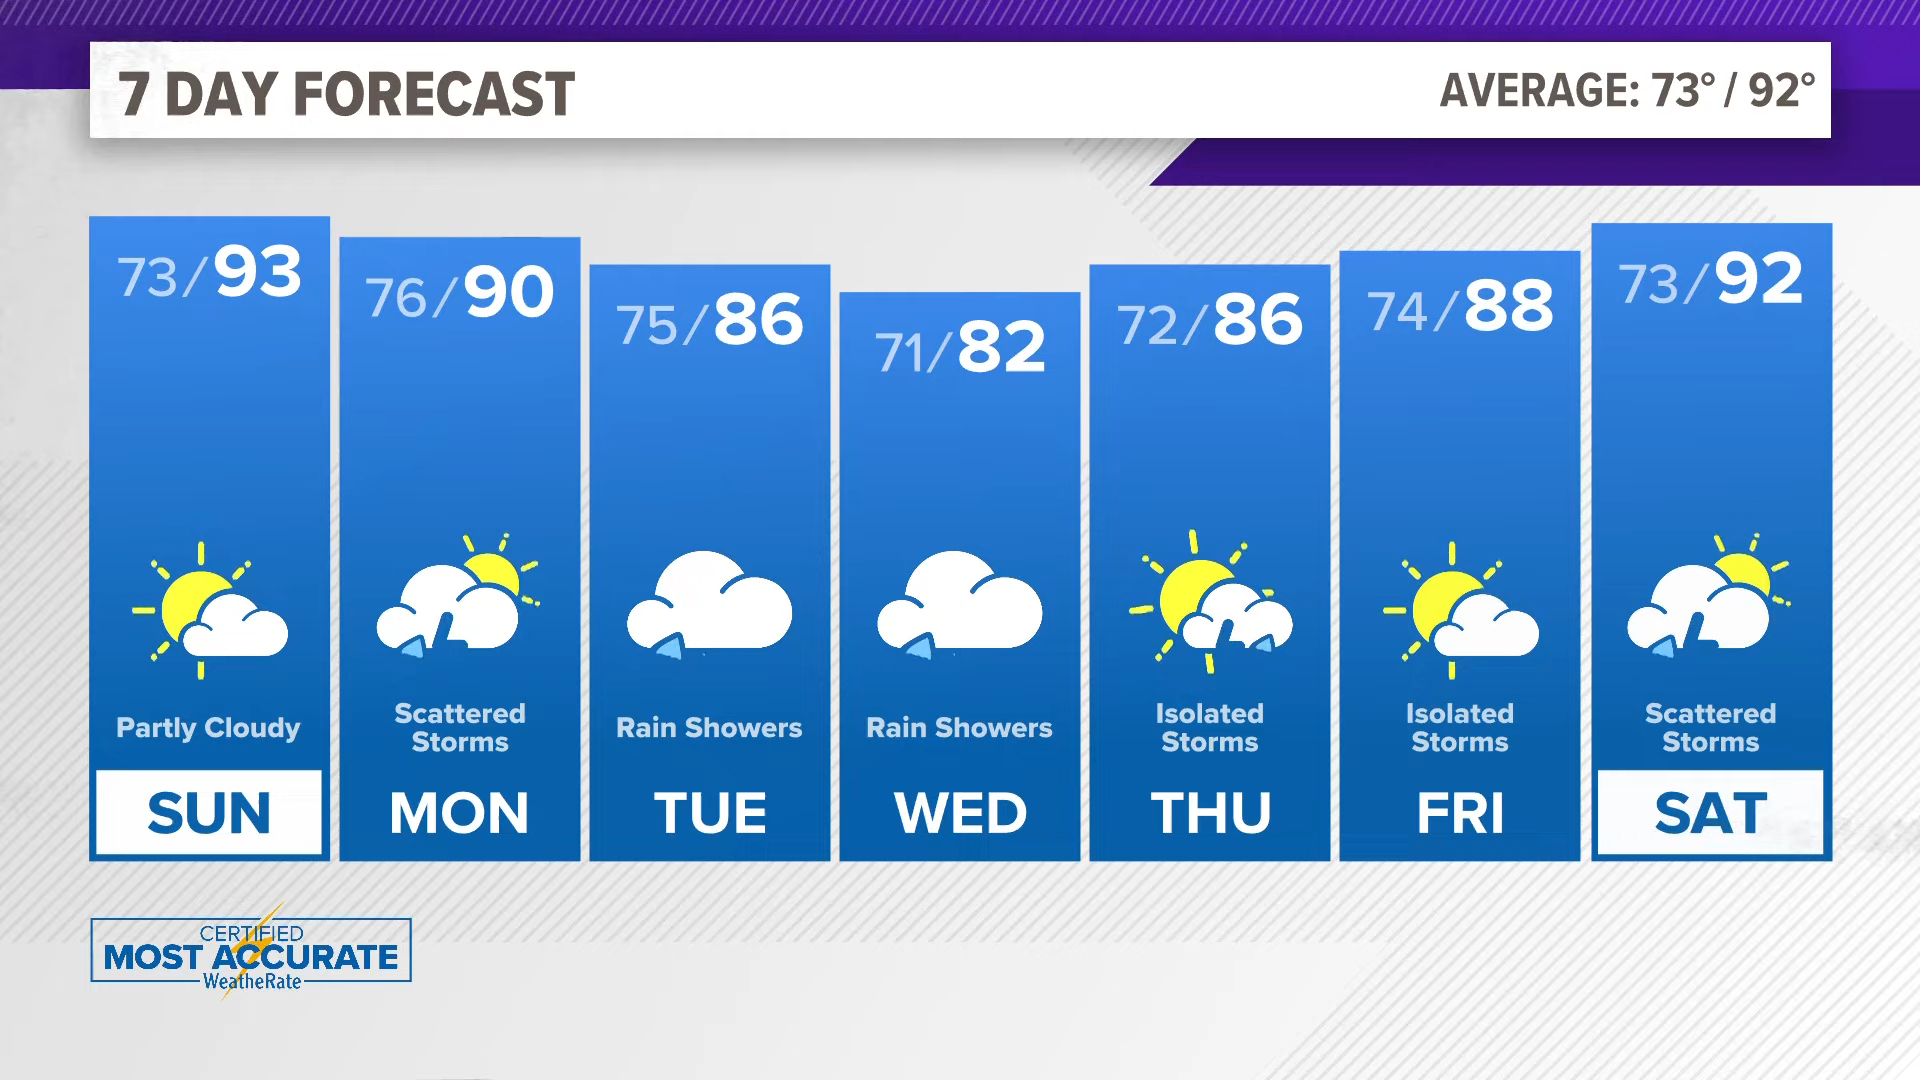 7 DAY FORECAST
AVERAGE: 73° / 92°
73/93
76/90
75/86
71/82
72/86
74/88
73/92
Partly Cloudy
Scattered
Storms
Rain Showers
Rain Showers
Isolated
Storms
Isolated
Storms
Scattered
Storms
SUN
MON
TUE
WED
THU
FRI
SAT
CERTIFIED
MOST ACCURATE
WeatheRate